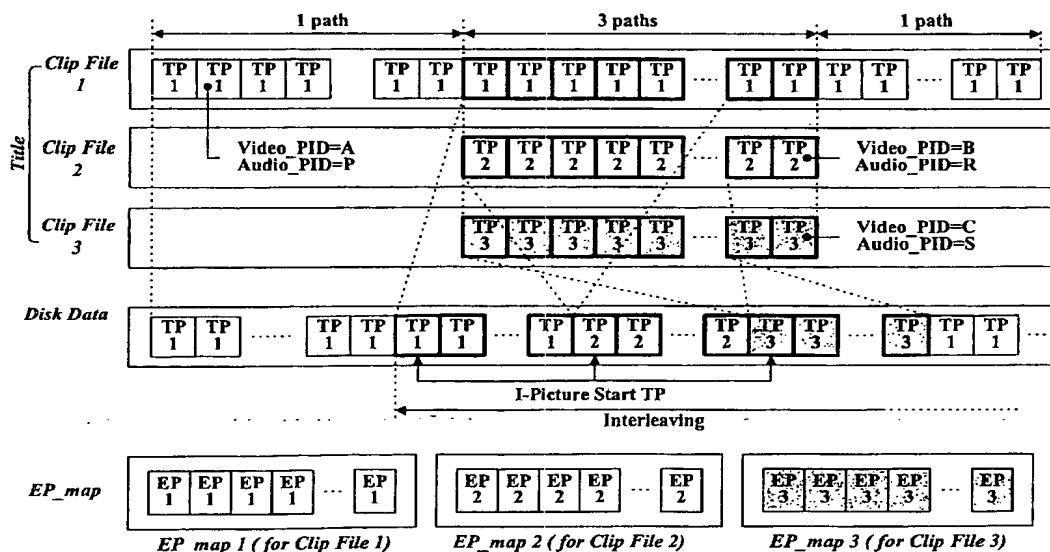 1 path 3 paths 1 path
Clip File 1
TP 1 TP 1 TP 1 TP 1 TP 1 TP 1 TP 1 TP 1 TP 1 TP 1 TP 1 ... TP 1 TP 1 TP 1 TP 1 ... TP 1 TP 1
Title
Clip File 2
Video_PID=A
Audio_PID=P
TP 2 TP 2 TP 2 TP 2 TP 2 ... TP 2 TP 2
Video_PID=B
Audio_PID=R
Clip File 3
TP 3 TP 3 TP 3 TP 3 TP 3 ... TP 3 TP 3
Video_PID=C
Audio_PID=S
Disk Data
TP 1 TP 1 ... TP 1 TP 1 TP 1 TP 1 ... TP 1 TP 2 TP 2 ... TP 2 TP 3 TP 3 ... TP 3 TP 1 TP 1 ...
I-Picture Start TP
Interleaving
EP_map
EP 1 EP 1 EP 1 EP 1 ... EP 1
EP 2 EP 2 EP 2 EP 2 ... EP 2
EP 3 EP 3 EP 3 EP 3 ... EP 3
EP_map 1 ( for Clip File 1)
EP_map 2 ( for Clip File 2)
EP_map 3 ( for Clip File 3)